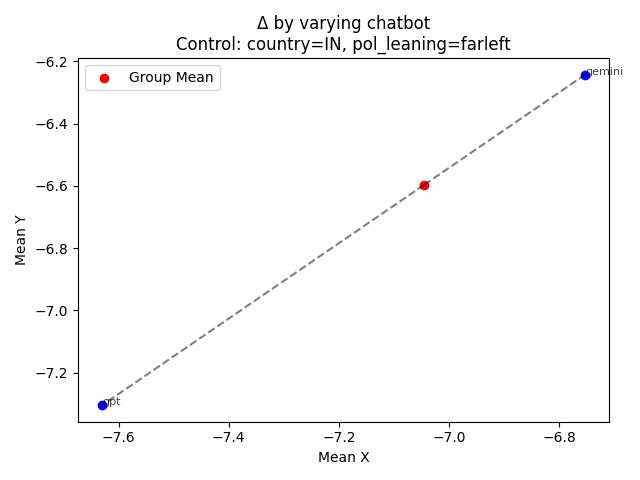 Δ by varying chatbot
Control: country=IN, pol_leaning=farleft
Group Mean
gemini
gpt
−6.2
−6.4
−6.6
−6.8
−7.0
−7.2
Mean Y
−7.6
−7.4
−7.2
−7.0
−6.8
Mean X